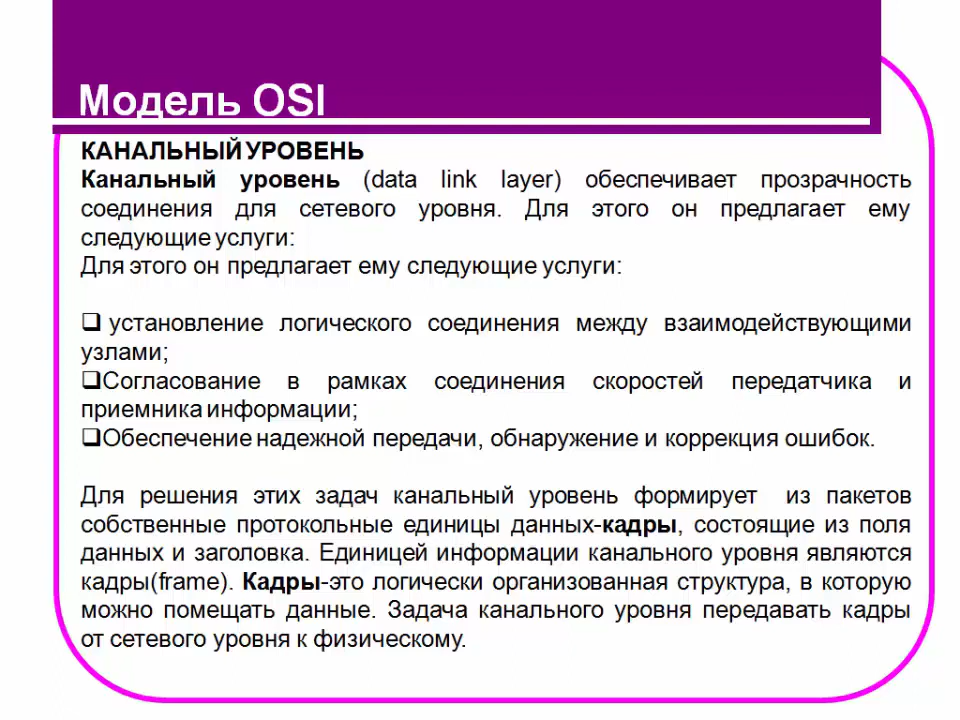 Модель OSI
КАНАЛЬНЫЙ УРОВЕНЬ
Канальный уровень (data link layer) обеспечивает прозрачность
соединения для сетевого уровня. Для этого он предлагает ему
следующие услуги:
Для этого он предлагает ему следующие услуги:
❑ установление логического соединения между взаимодействующими
узлами;
❑Согласование в рамках соединения скоростей передатчика и
приемника информации;
❑Обеспечение надежной передачи, обнаружение и коррекция ошибок.
Для решения этих задач канальный уровень формирует из пакетов
собственные протокольные единицы данных-кадры, состоящие из поля
данных и заголовка. Единицей информации канального уровня являются
кадры(frame). Кадры-это логически организованная структура, в которую
можно помещать данные. Задача канального уровня передавать кадры
от сетевого уровня к физическому.